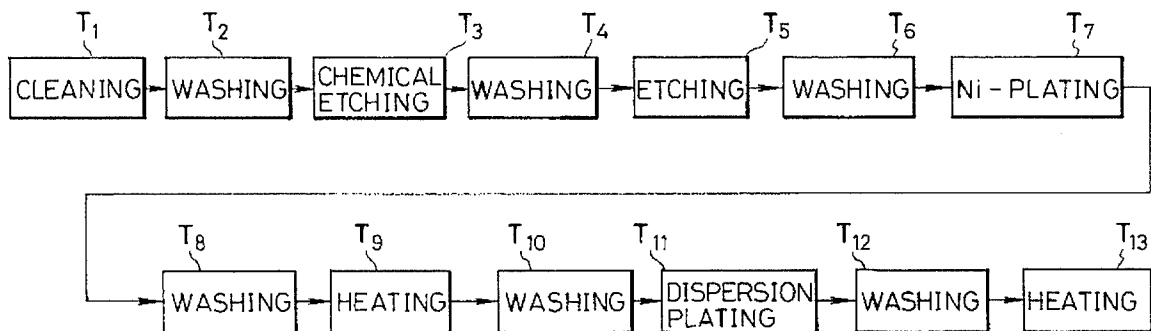 T1 T2 T3 T4 T5 T6 T7
CLEANING WASHING CHEMICAL ETCHING WASHING ETCHING WASHING Ni-PLATING
T8 T9 T10 T11 T12 T13
WASHING HEATING WASHING DISPERSION PLATING WASHING HEATING